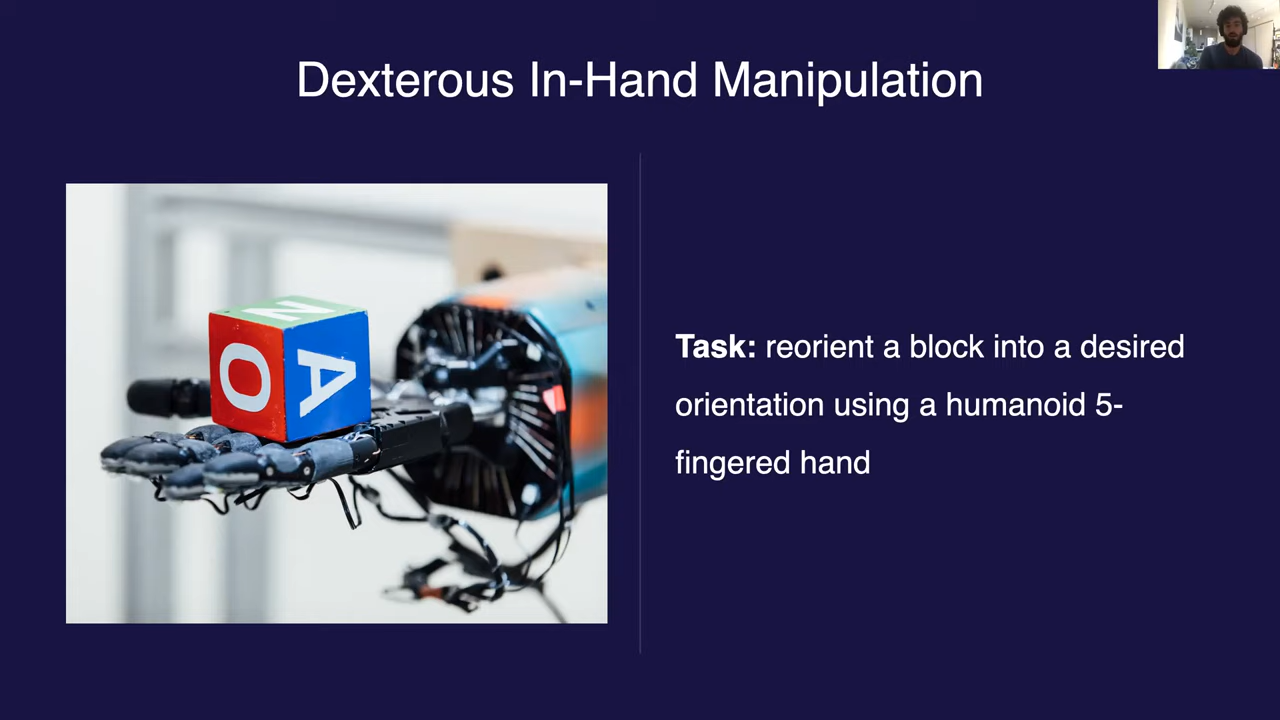 Dexterous In-Hand Manipulation
N
O
A
Task: reorient a block into a desired
orientation using a humanoid 5-
fingered hand